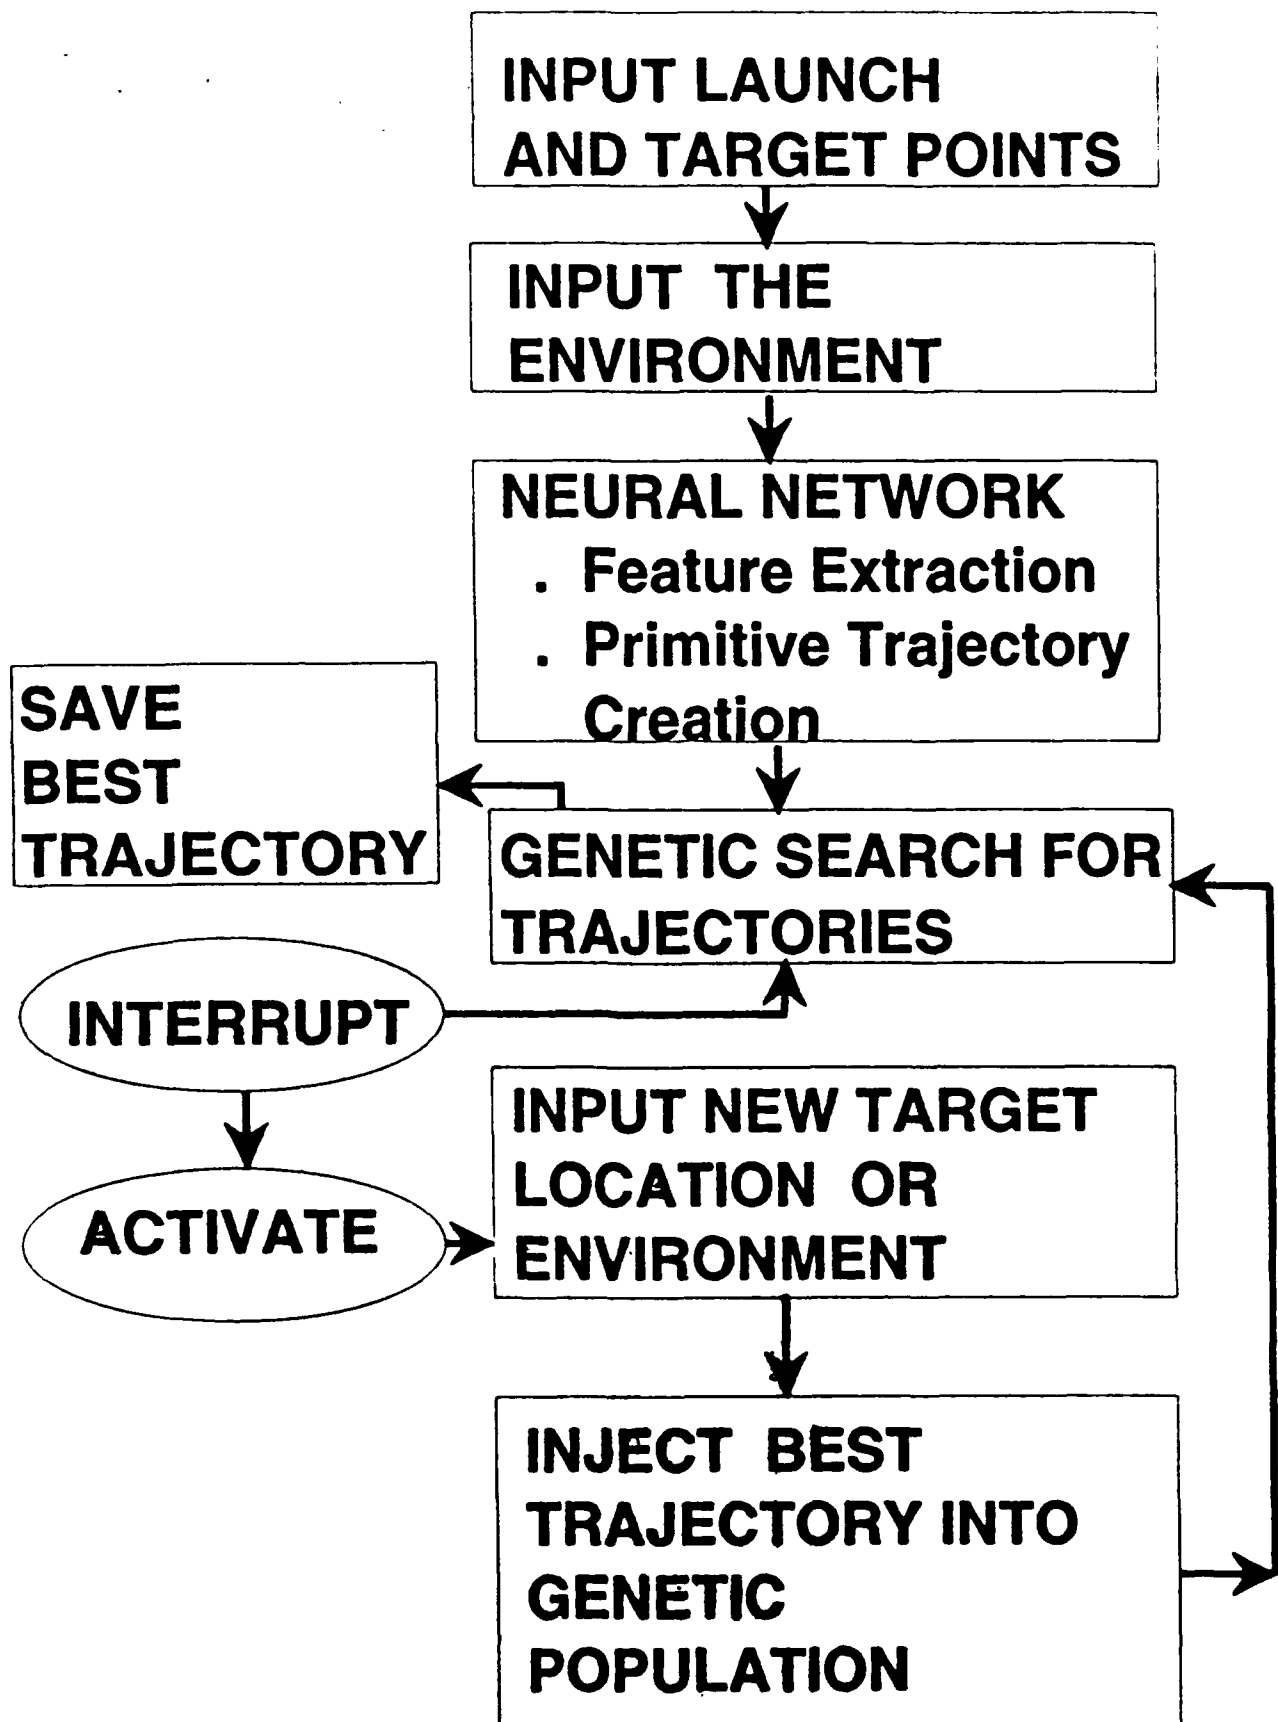 INPUT LAUNCH
AND TARGET POINTS
INPUT THE
ENVIRONMENT
NEURAL NETWORK
. Feature Extraction
. Primitive Trajectory
Creation
SAVE
BEST
TRAJECTORY
GENETIC SEARCH FOR
TRAJECTORIES
INTERRUPT
ACTIVATE
INPUT NEW TARGET
LOCATION OR
ENVIRONMENT
INJECT BEST
TRAJECTORY INTO
GENETIC
POPULATION